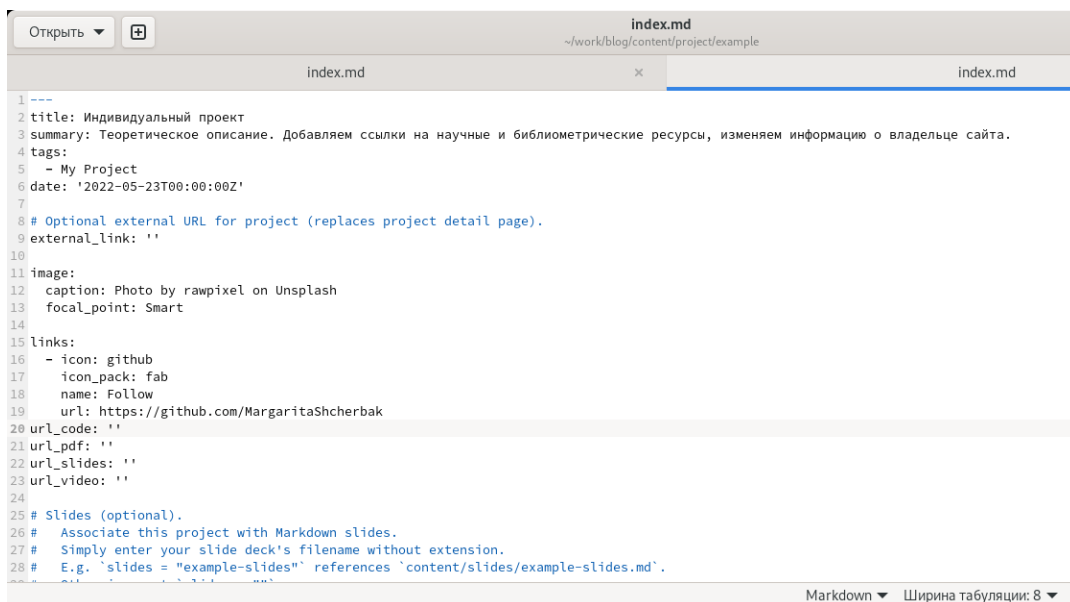 Открыть
index.md
~/work/blog/content/project/example
index.md ×
index.md
1 ---
2 title: Индивидуальный проект
3 summary: Теоретическое описание. Добавляем ссылки на научные и библиометрические ресурсы, изменяем информацию о владельце сайта.
4 tags:
5   - My Project
6 date: '2022-05-23T00:00:00Z'
7
8 # Optional external URL for project (replaces project detail page).
9 external_link: ''
10
11 image:
12   caption: Photo by rawpixel on Unsplash
13   focal_point: Smart
14
15 links:
16   - icon: github
17     icon_pack: fab
18     name: Follow
19     url: https://github.com/MargaritaShcherbak
20 url_code: ''
21 url_pdf: ''
22 url_slides: ''
23 url_video: ''
24
25 # Slides (optional).
26 #   Associate this project with Markdown slides.
27 #   Simply enter your slide deck's filename without extension.
28 #   E.g. `slides = "example-slides"` references `content/slides/example-slides.md`.
Markdown Ширина табуляции: 8